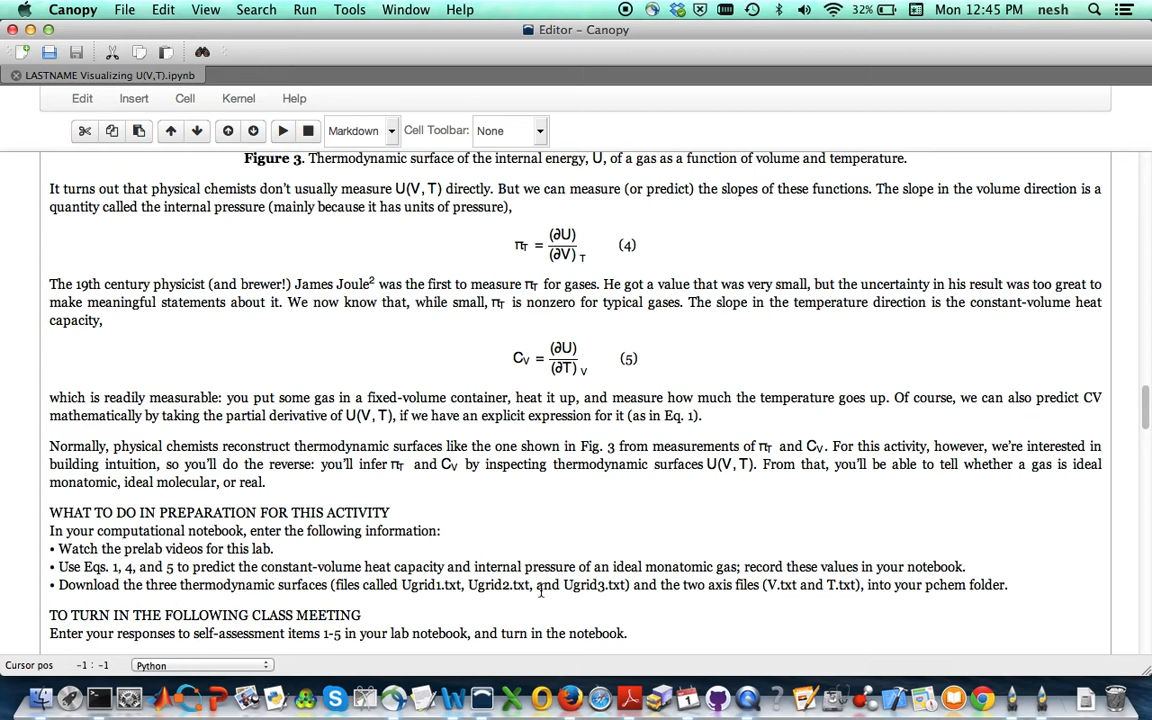 Canopy File Edit View Search Run Tools Window Help 32% Mon 12:45 PM nesh
Editor – Canopy
LASTNAME Visualizing U(V,T).ipynb
Edit Insert Cell Kernel Help
Markdown Cell Toolbar: None
Figure 3. Thermodynamic surface of the internal energy, U, of a gas as a function of volume and temperature.
It turns out that physical chemists don't usually measure U(V,T) directly. But we can measure (or predict) the slopes of these functions. The slope in the volume direction is a
quantity called the internal pressure (mainly because it has units of pressure),
πT = (∂U)/(∂V) T (4)
The 19th century physicist (and brewer!) James Joule² was the first to measure πT for gases. He got a value that was very small, but the uncertainty in his result was too great to
make meaningful statements about it. We now know that, while small, πT is nonzero for typical gases. The slope in the temperature direction is the constant-volume heat
capacity,
CV = (∂U)/(∂T) V (5)
which is readily measurable: you put some gas in a fixed-volume container, heat it up, and measure how much the temperature goes up. Of course, we can also predict CV
mathematically by taking the partial derivative of U(V,T), if we have an explicit expression for it (as in Eq. 1).
Normally, physical chemists reconstruct thermodynamic surfaces like the one shown in Fig. 3 from measurements of πT and CV. For this activity, however, we're interested in
building intuition, so you'll do the reverse: you'll infer πT and CV by inspecting thermodynamic surfaces U(V,T). From that, you'll be able to tell whether a gas is ideal
monatomic, ideal molecular, or real.
WHAT TO DO IN PREPARATION FOR THIS ACTIVITY
In your computational notebook, enter the following information:
• Watch the prelab videos for this lab.
• Use Eqs. 1, 4, and 5 to predict the constant-volume heat capacity and internal pressure of an ideal monatomic gas; record these values in your notebook.
• Download the three thermodynamic surfaces (files called Ugrid1.txt, Ugrid2.txt, and Ugrid3.txt) and the two axis files (V.txt and T.txt), into your pchem folder.
TO TURN IN THE FOLLOWING CLASS MEETING
Enter your responses to self-assessment items 1-5 in your lab notebook, and turn in the notebook.
Cursor pos -1 : -1 Python